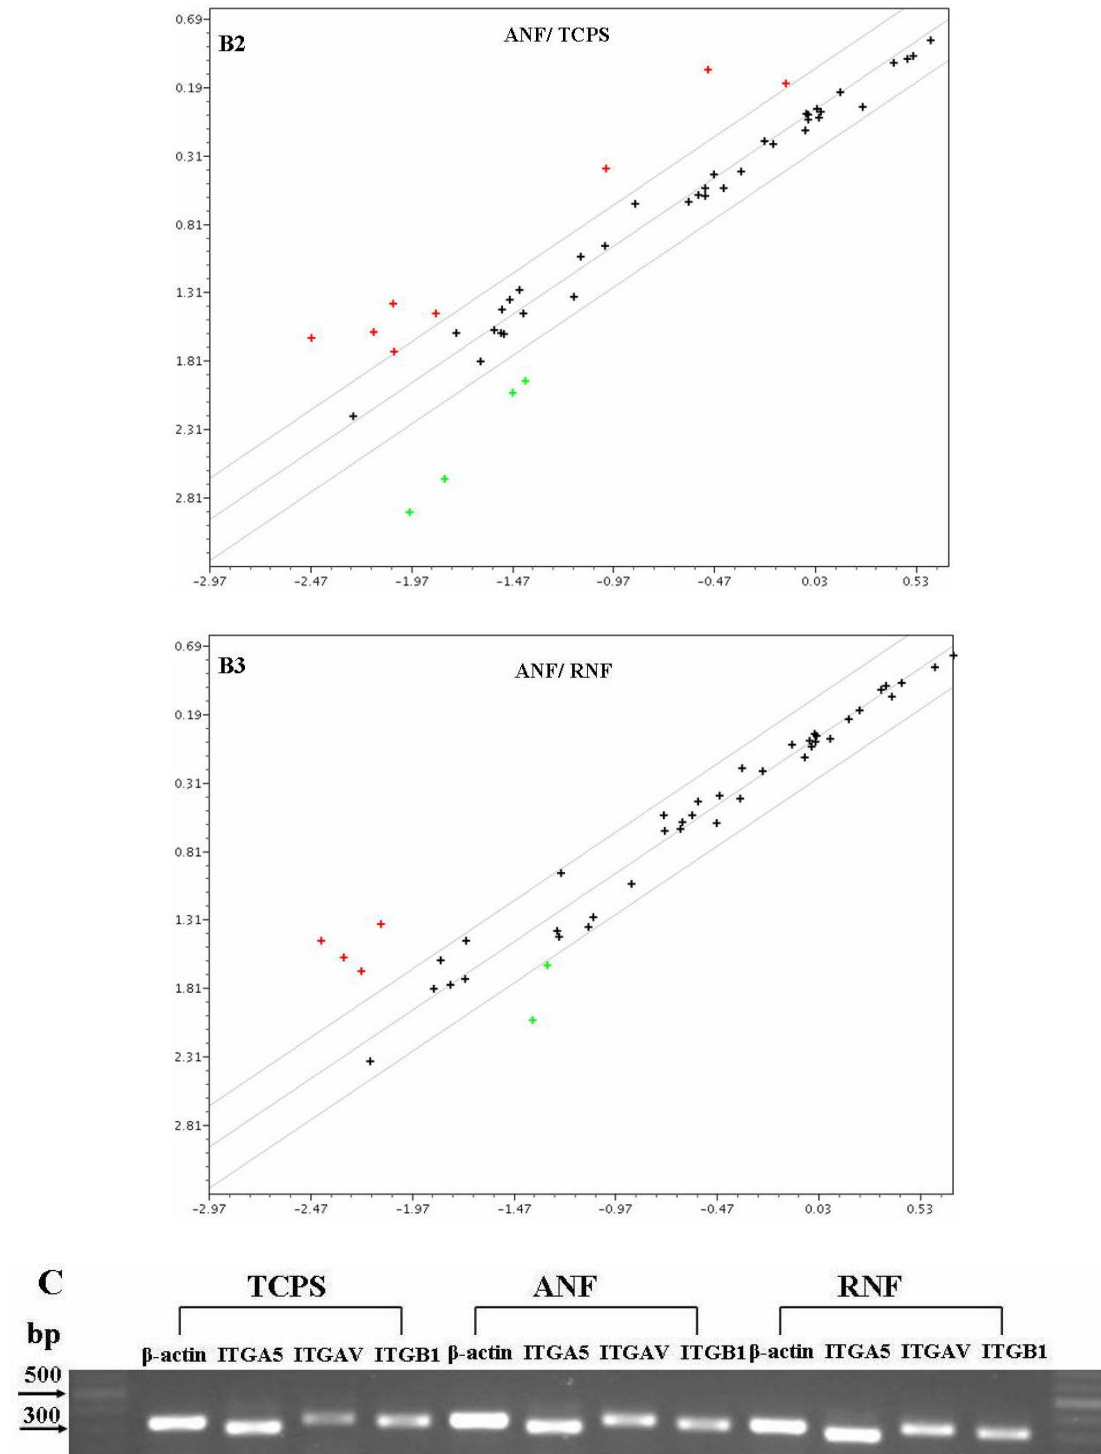 B2
ANF/ TCPS
0.69
0.19
0.31
0.81
1.31
1.81
2.31
2.81
-2.97 -2.47 -1.97 -1.47 -0.97 -0.47 0.03 0.53
B3
ANF/ RNF
0.69
0.19
0.31
0.81
1.31
1.81
2.31
2.81
-2.97 -2.47 -1.97 -1.47 -0.97 -0.47 0.03 0.53
C
TCPS ANF RNF
bp
β-actin ITGA5 ITGAV ITGB1 β-actin ITGA5 ITGAV ITGB1 β-actin ITGA5 ITGAV ITGB1
500
300